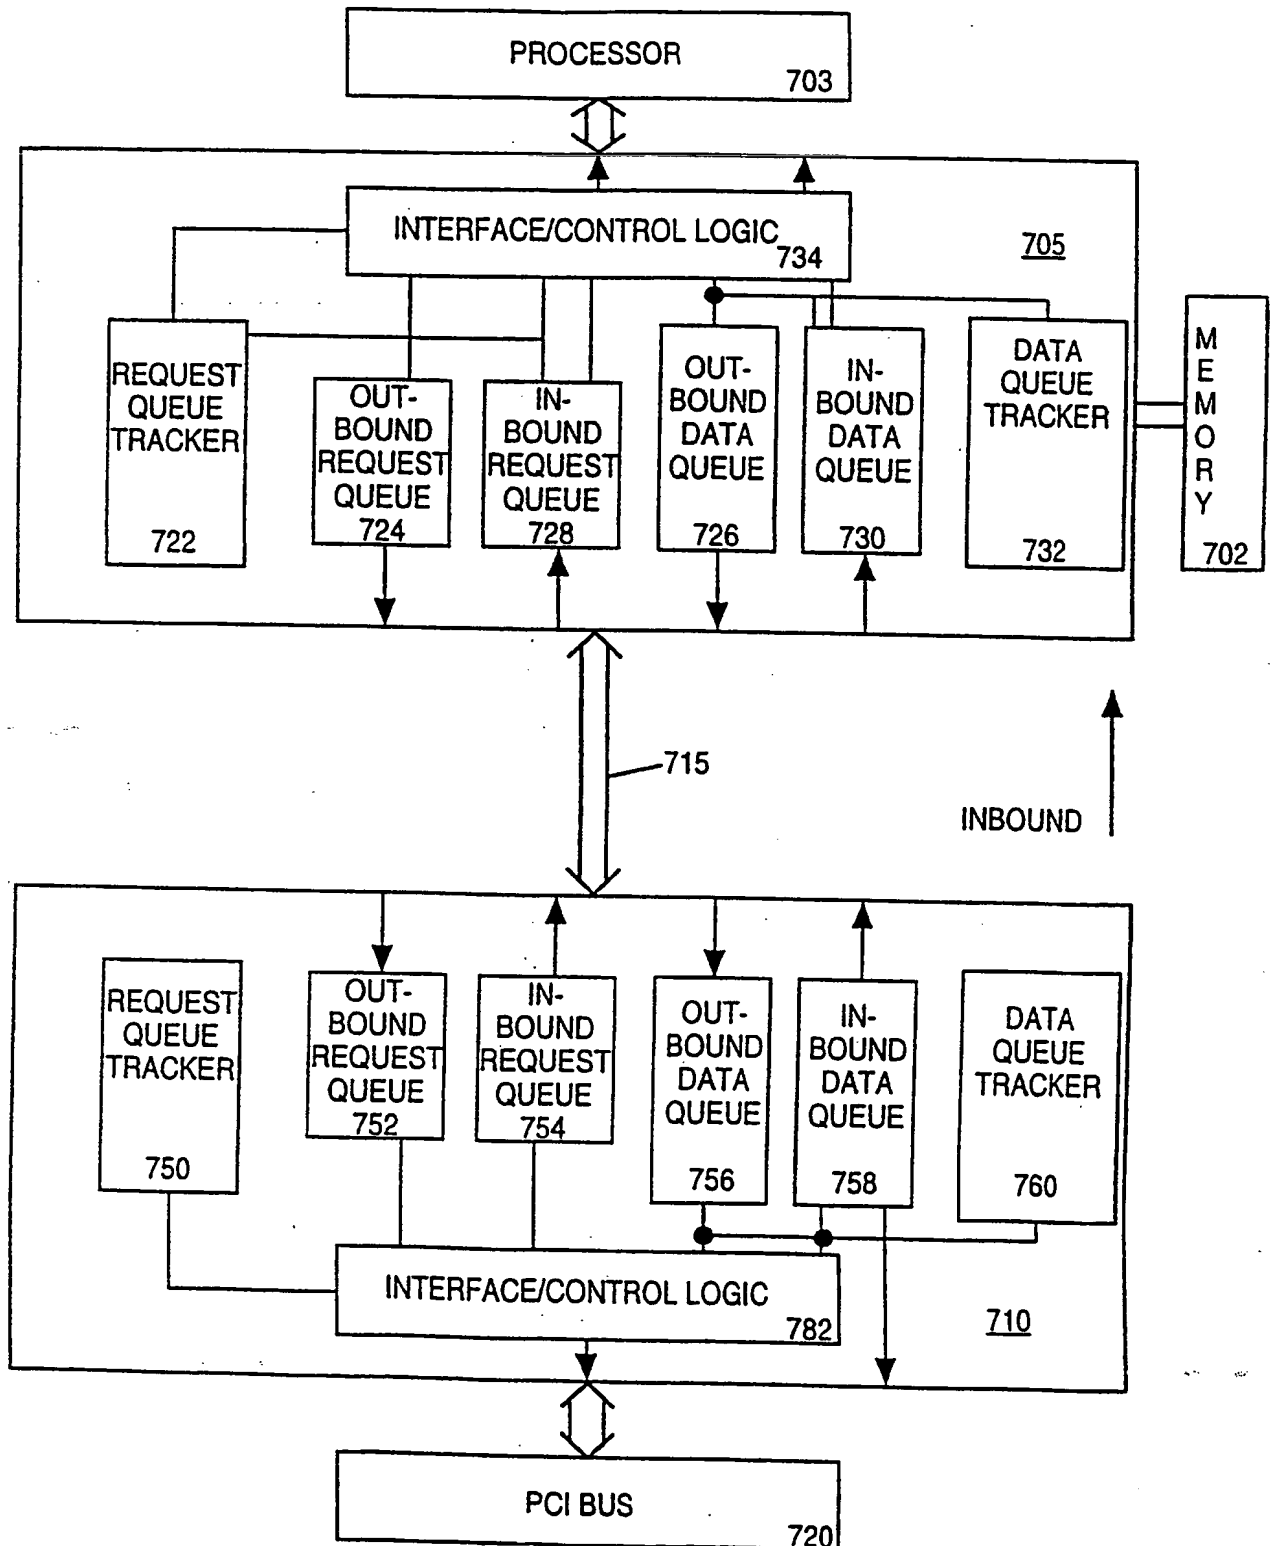 PROCESSOR
703
INTERFACE/CONTROL LOGIC
734
705
REQUEST
QUEUE
TRACKER
722
OUT-
BOUND
REQUEST
QUEUE
724
IN-
BOUND
REQUEST
QUEUE
728
OUT-
BOUND
DATA
QUEUE
726
IN-
BOUND
DATA
QUEUE
730
DATA
QUEUE
TRACKER
732
M
E
M
O
R
Y
702
715
INBOUND
REQUEST
QUEUE
TRACKER
750
OUT-
BOUND
REQUEST
QUEUE
752
IN-
BOUND
REQUEST
QUEUE
754
OUT-
BOUND
DATA
QUEUE
756
IN-
BOUND
DATA
QUEUE
758
DATA
QUEUE
TRACKER
760
INTERFACE/CONTROL LOGIC
782
710
PCI BUS
720